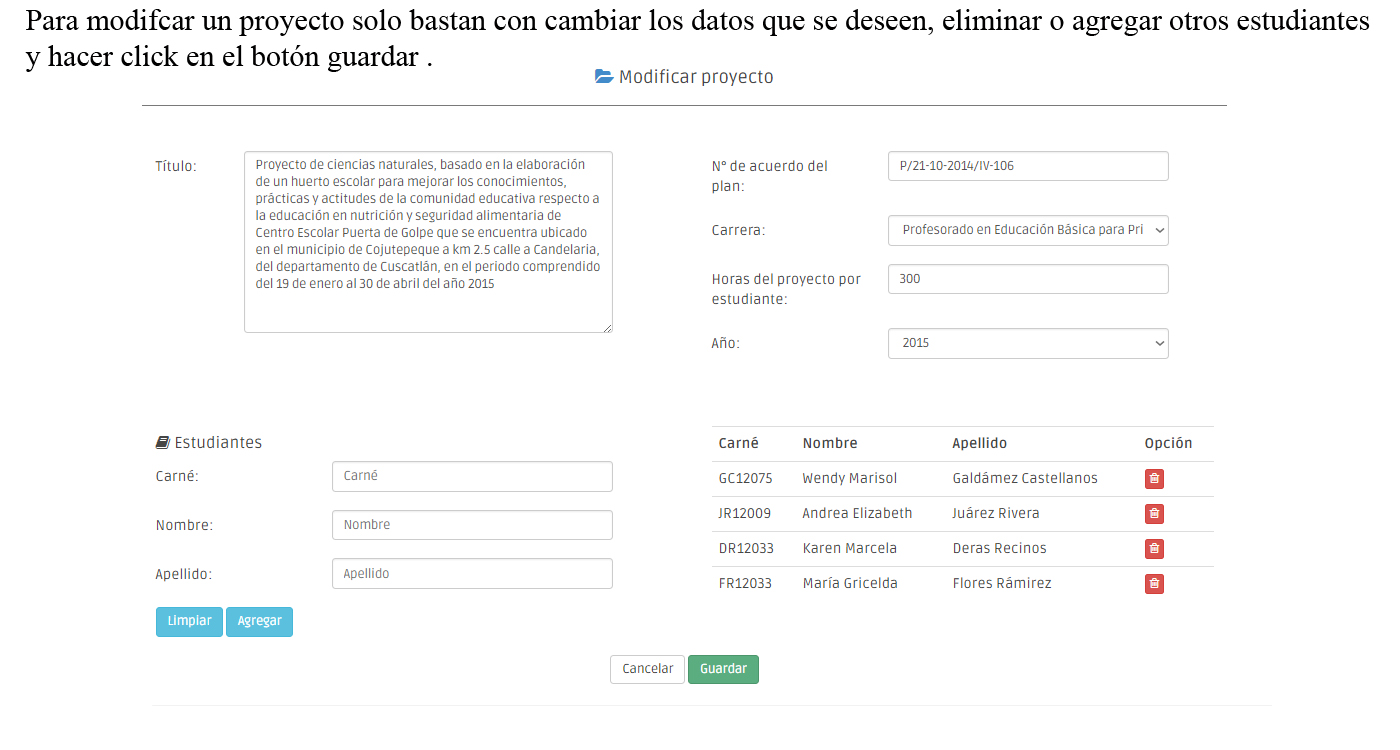 Para modifcar un proyecto solo bastan con cambiar los datos que se deseen, eliminar o agregar otros estudiantes
y hacer click en el botón guardar .
Modificar proyecto
Título:
Proyecto de ciencias naturales, basado en la elaboración
de un huerto escolar para mejorar los conocimientos,
prácticas y actitudes de la comunidad educativa respecto a
la educación en nutrición y seguridad alimentaria de
Centro Escolar Puerta de Golpe que se encuentra ubicado
en el municipio de Cojutepeque a km 2.5 calle a Candelaria,
del departamento de Cuscatlán, en el periodo comprendido
del 19 de enero al 30 de abril del año 2015
N° de acuerdo del
plan:
P/21-10-2014/IV-106
Carrera:
Profesorado en Educación Básica para Pri
Horas del proyecto por
estudiante:
300
Año:
2015
Estudiantes
Carné:
Carné
Nombre:
Nombre
Apellido:
Apellido
Limpiar Agregar
Carné Nombre Apellido Opción
GC12075 Wendy Marisol Galdámez Castellanos
JR12009 Andrea Elizabeth Juárez Rivera
DR12033 Karen Marcela Deras Recinos
FR12033 María Gricelda Flores Rámirez
Cancelar Guardar